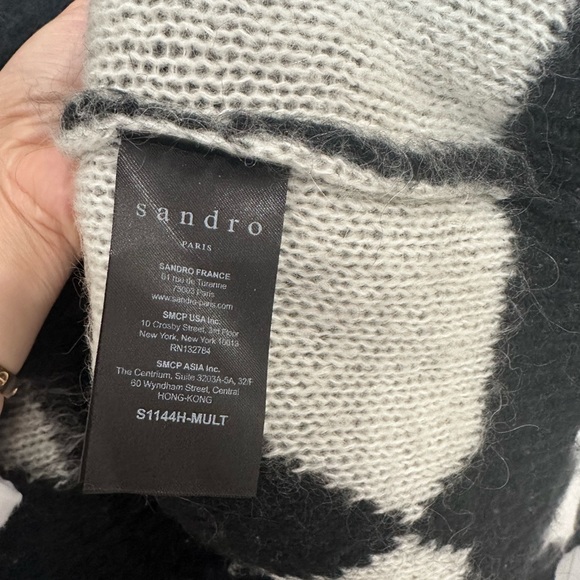 sandro
PARIS
SANDRO FRANCE
61 rue de Turenne
75003 Paris
www.sandro-paris.com
SMCP USA Inc.
10 Crosby Street, 3rd Floor
New York, New York 10013
RN132784
SMCP ASIA Inc.
The Centrium, Suite 3203A-5A, 32/F
60 Wyndham Street, Central
HONG-KONG
S1144H-MULT